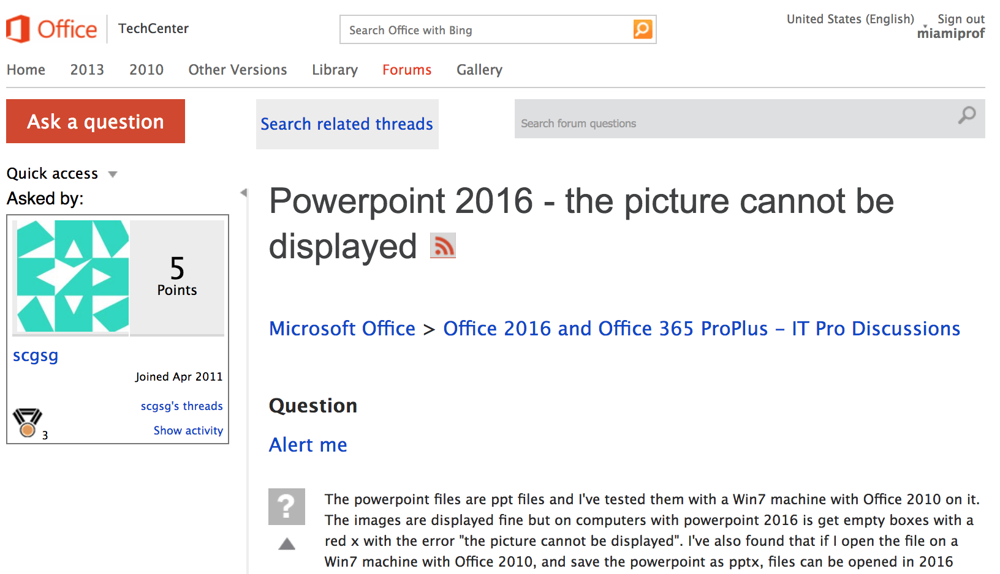 Office TechCenter
Search Office with Bing
United States (English) Sign out
miamiprof
Home 2013 2010 Other Versions Library Forums Gallery
Ask a question
Search related threads
Search forum questions
Quick access
Asked by:
5
Points
scgsg
Joined Apr 2011
scgsg's threads
3
Show activity
Powerpoint 2016 - the picture cannot be
displayed
Microsoft Office > Office 2016 and Office 365 ProPlus – IT Pro Discussions
Question
Alert me
?
The powerpoint files are ppt files and I've tested them with a Win7 machine with Office 2010 on it.
The images are displayed fine but on computers with powerpoint 2016 is get empty boxes with a
red x with the error "the picture cannot be displayed". I've also found that if I open the file on a
Win7 machine with Office 2010, and save the powerpoint as pptx, files can be opened in 2016